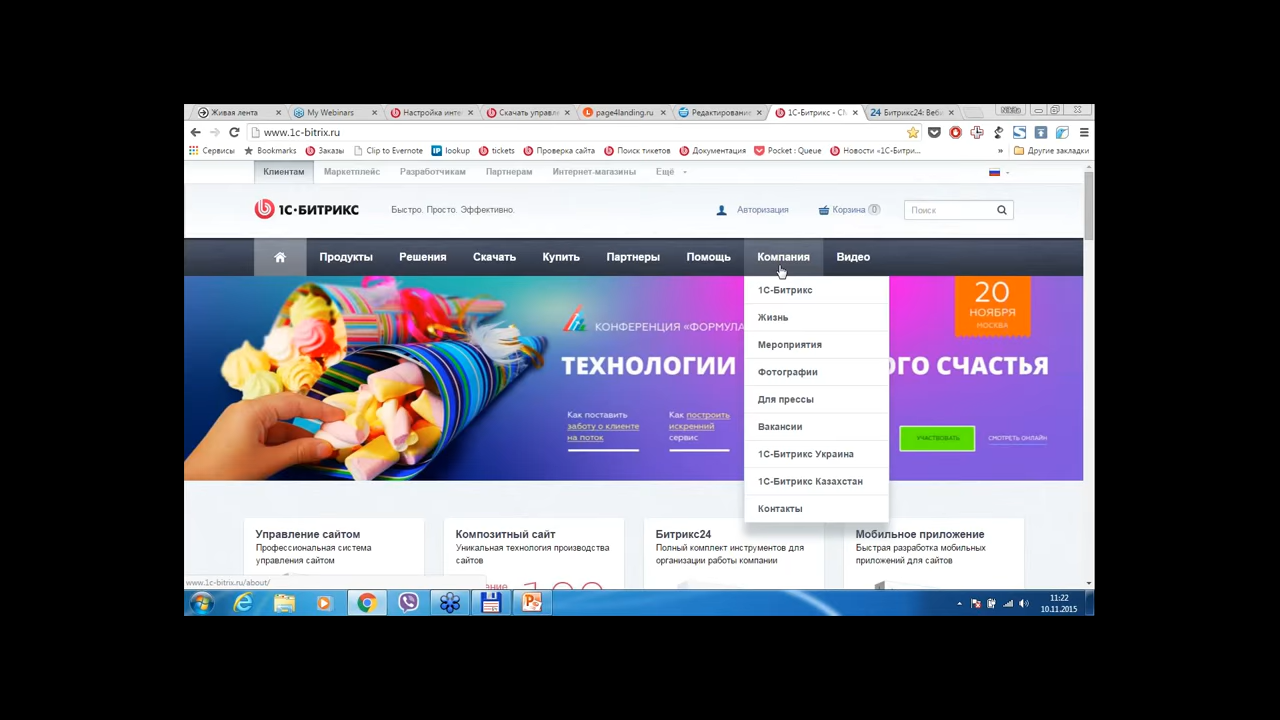 Живая лента
My Webinars
Настройка инте
Скачать управле
page4landing.ru
Редактирование
1С-Битрикс - С
24 Битрикс24: Веб
Nikita
www.1c-bitrix.ru
Сервисы
Bookmarks
Заказы
Clip to Evernote
IP lookup
tickets
Проверка сайта
Поиск тикетов
Документация
Pocket : Queue
Новости «1С-Битри...
»
Другие закладки
Клиентам
Маркетплейс
Разработчикам
Партнерам
Интернет-магазины
Ещё
1С·БИТРИКС
Быстро. Просто. Эффективно.
Авторизация
Корзина 0
Поиск
Продукты
Решения
Скачать
Купить
Партнеры
Помощь
Компания
Видео
1С-Битрикс
Жизнь
Мероприятия
Фотографии
Для прессы
Вакансии
1С-Битрикс Украина
1С-Битрикс Казахстан
Контакты
КОНФЕРЕНЦИЯ «ФОРМУЛА
20
НОЯБРЯ
МОСКВА
ТЕХНОЛОГИИ
ОГО СЧАСТЬЯ
Как поставить
заботу о клиенте
на поток
Как построить
искренний
сервис
УЧАСТВОВАТЬ
СМОТРЕТЬ ОНЛАЙН
Управление сайтом
Профессиональная система
управления сайтом
Композитный сайт
Уникальная технология производства
сайтов
Битрикс24
Полный комплект инструментов для
организации работы компании
Мобильное приложение
Быстрая разработка мобильных
приложений для сайтов
www.1c-bitrix.ru/about/
11:22
10.11.2015